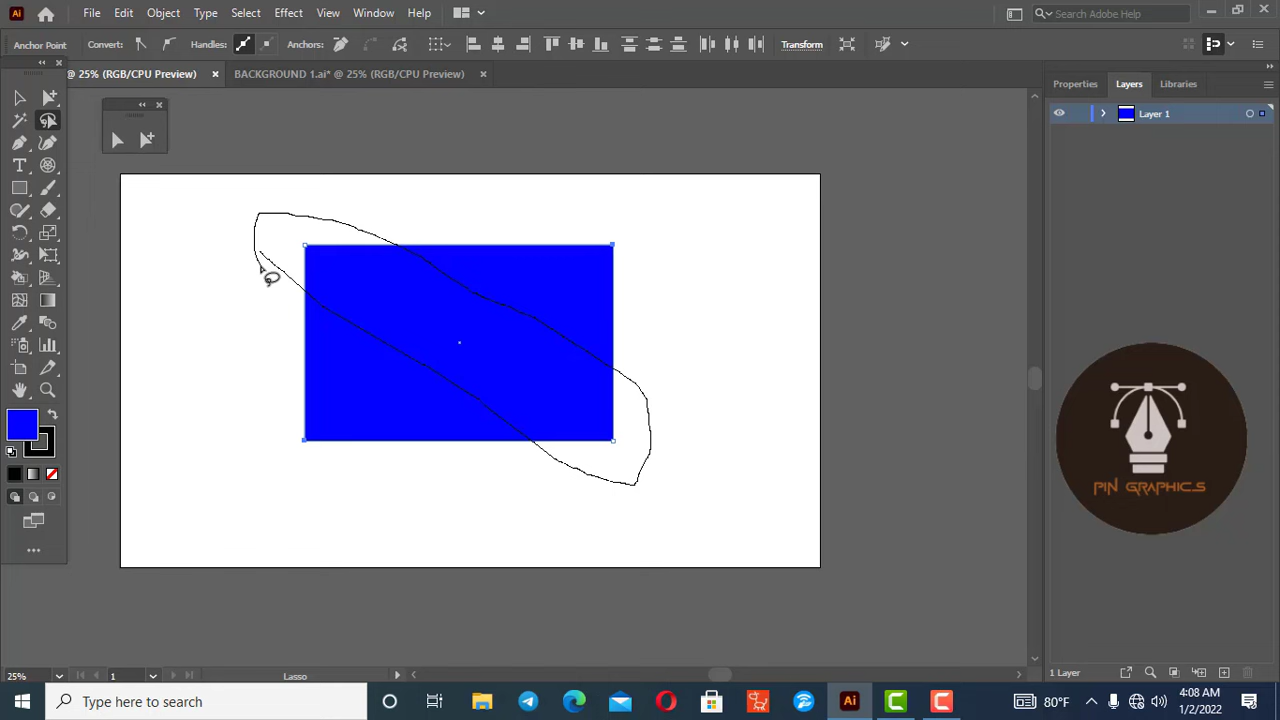 Ai File Edit Object Type Select Effect View Window Help Search Adobe Help
Anchor Point Convert: Handles: Anchors: Transform
@ 25% (RGB/CPU Preview) × BACKGROUND 1.ai* @ 25% (RGB/CPU Preview) ×
Properties Layers Libraries
Layer 1
PIN GRAPHICS
25% 1 Lasso 1 Layer
Type here to search Ai 80°F 4:08 AM
1/2/2022